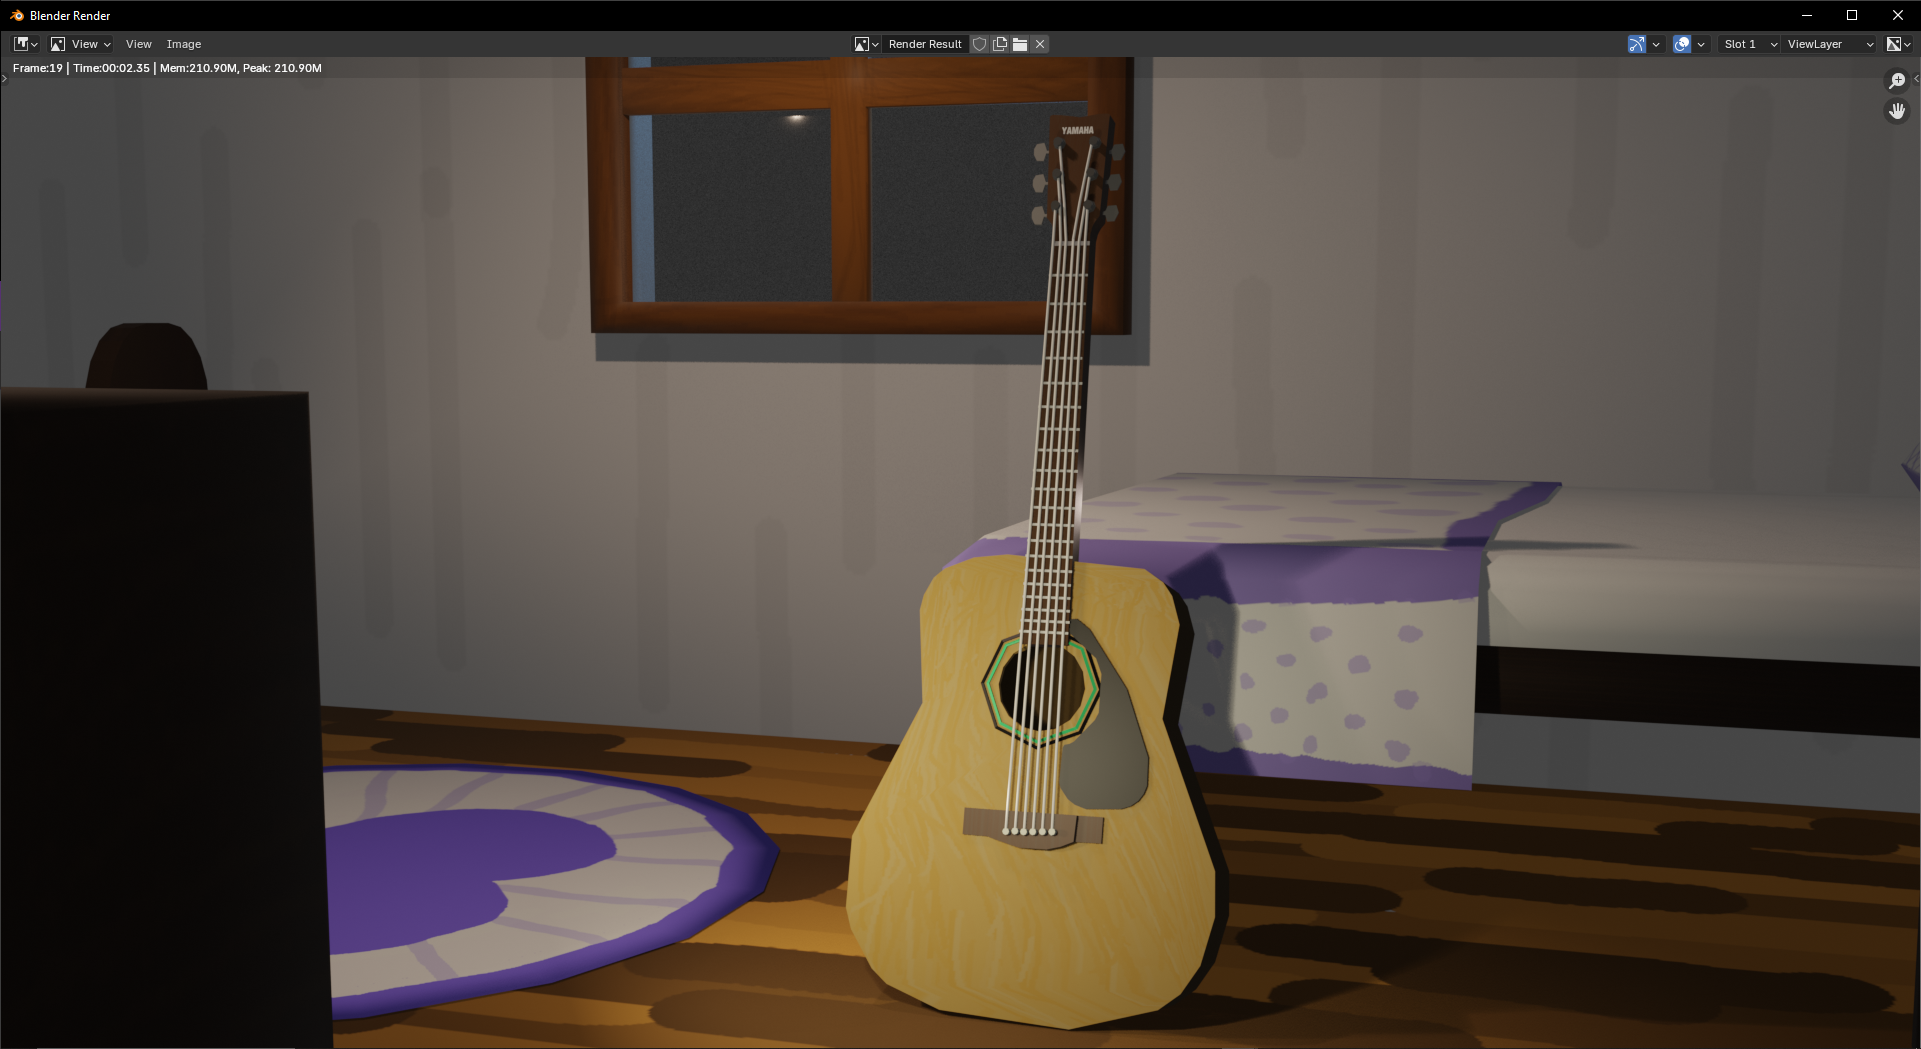 Blender Render
View View Image Render Result Slot 1 ViewLayer
Frame:19 | Time:00:02.35 | Mem:210.90M, Peak: 210.90M
YAMAHA